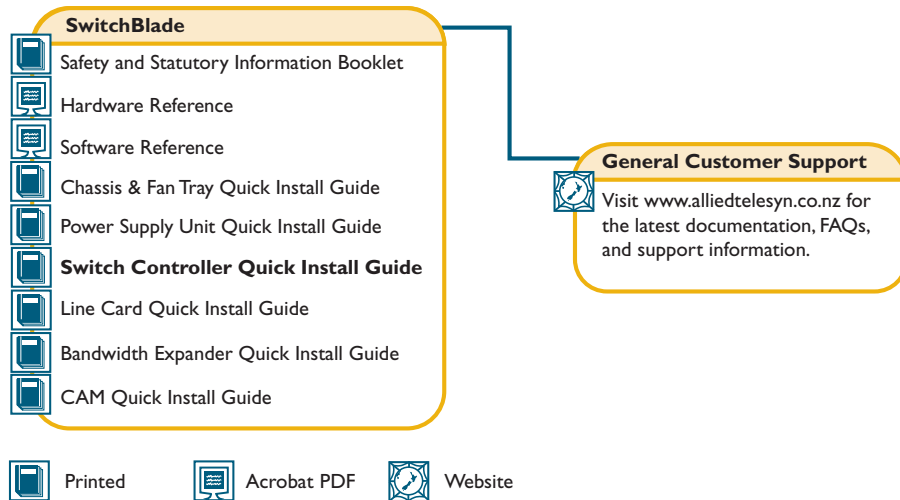 SwitchBlade
Safety and Statutory Information Booklet
Hardware Reference
Software Reference
Chassis & Fan Tray Quick Install Guide
Power Supply Unit Quick Install Guide
Switch Controller Quick Install Guide
Line Card Quick Install Guide
Bandwidth Expander Quick Install Guide
CAM Quick Install Guide
General Customer Support
Visit www.alliedtelesyn.co.nz for
the latest documentation, FAQs,
and support information.
Printed
Acrobat PDF
Website